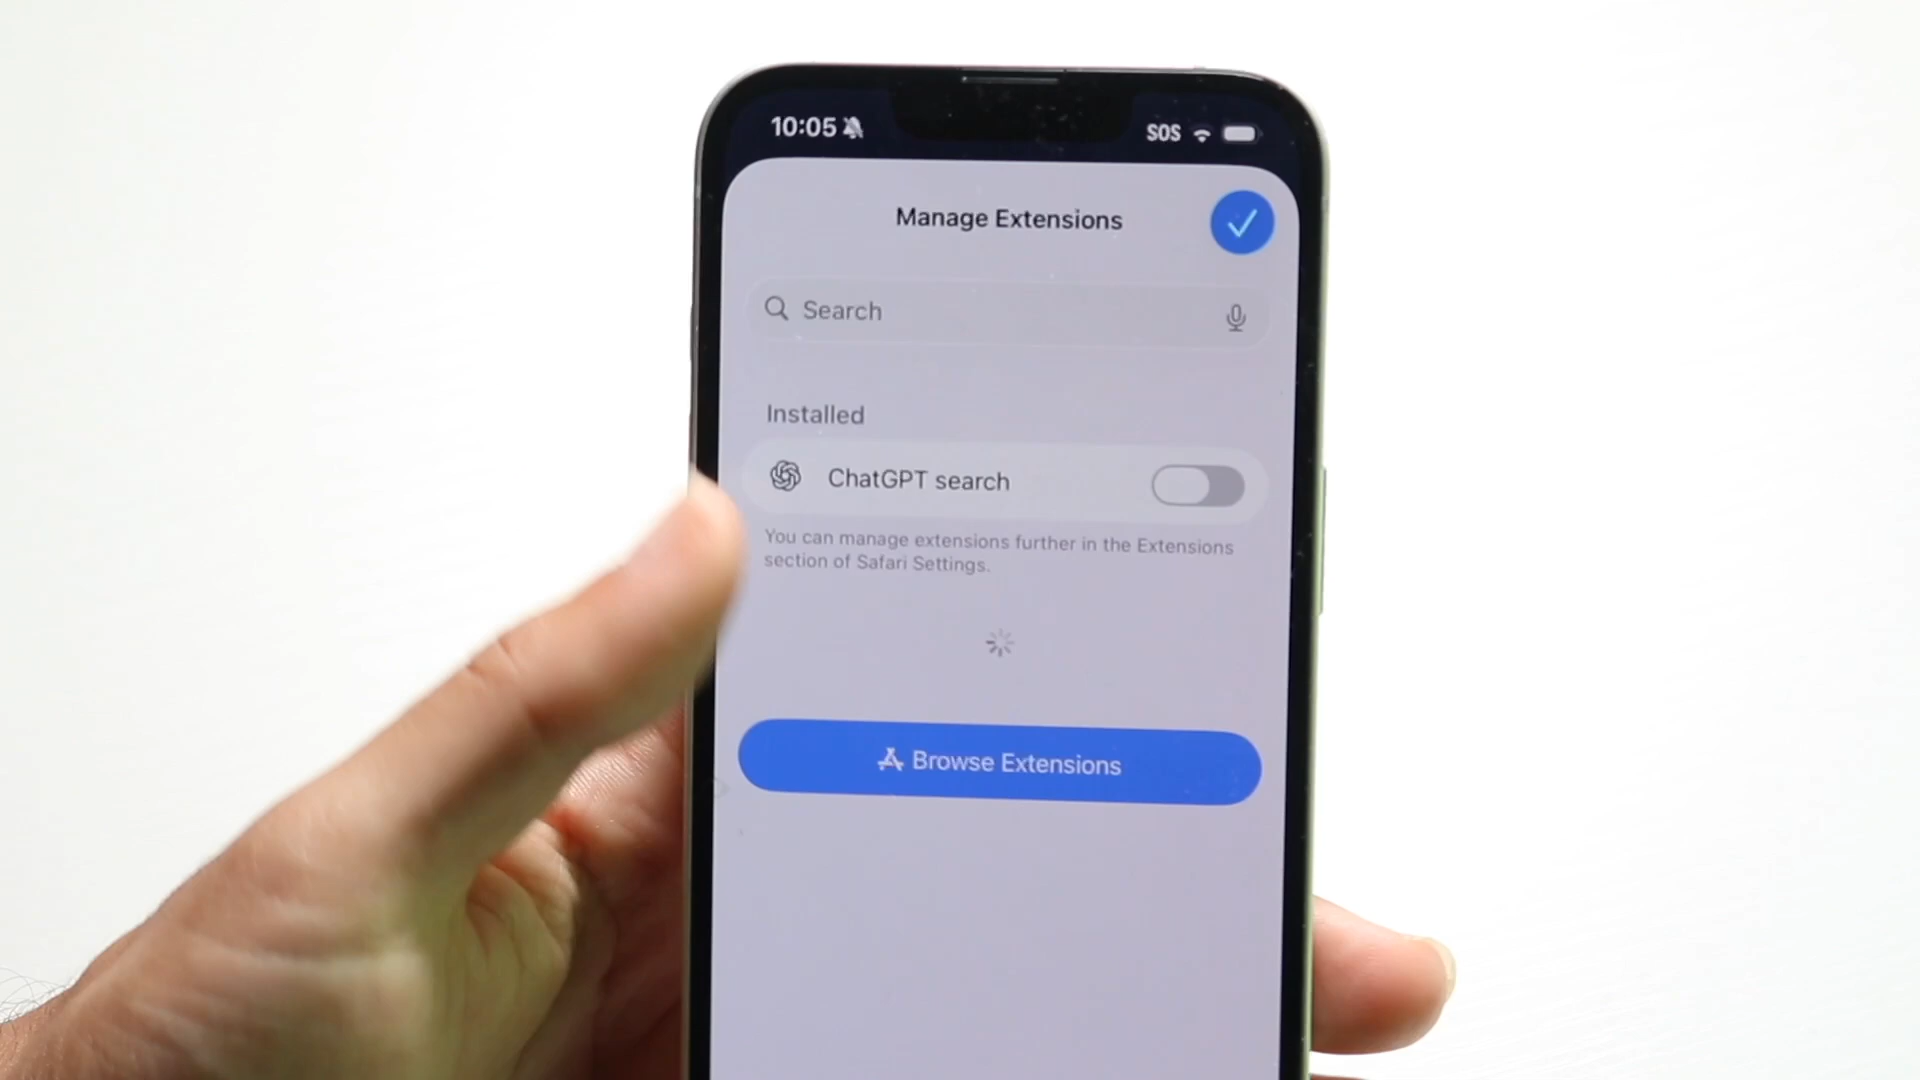 10:05
SOS
Manage Extensions
Search
Installed
ChatGPT search
You can manage extensions further in the Extensions
section of Safari Settings.
Browse Extensions